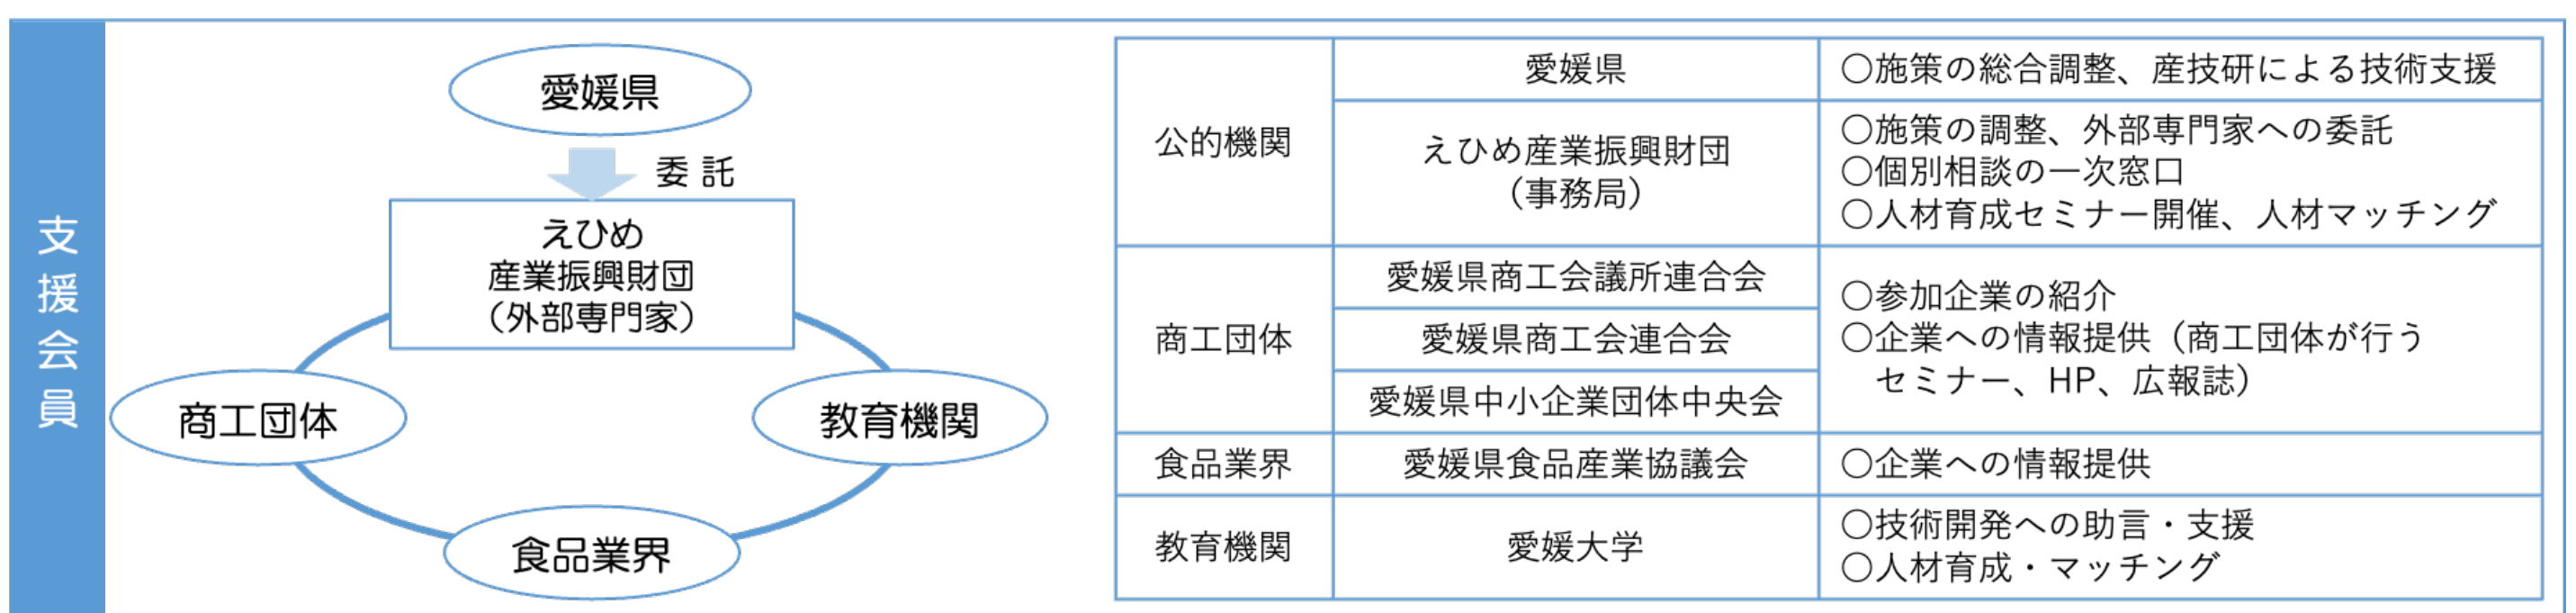 支援会員
愛媛県
委 託
えひめ
産業振興財団
（外部専門家）
商工団体
教育機関
食品業界
公的機関
愛媛県
○施策の総合調整、産技研による技術支援
えひめ産業振興財団
（事務局）
○施策の調整、外部専門家への委託
○個別相談の一次窓口
○人材育成セミナー開催、人材マッチング
商工団体
愛媛県商工会議所連合会
愛媛県商工会連合会
愛媛県中小企業団体中央会
○参加企業の紹介
○企業への情報提供（商工団体が行う
セミナー、HP、広報誌）
食品業界
愛媛県食品産業協議会
○企業への情報提供
教育機関
愛媛大学
○技術開発への助言・支援
○人材育成・マッチング